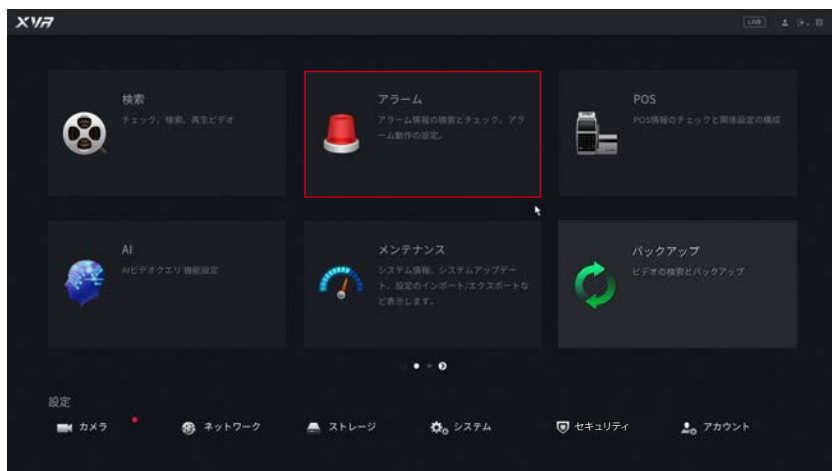 XVR
LIVE
検索
チェック、検索、再生ビデオ
アラーム
アラーム情報の検索とチェック。アラ
ーム動作の設定。
POS
POS情報のチェックと関係設定の構成
AI
AIビデオクエリ機能設定
メンテナンス
システム情報、システムアップデー
ト、設定のインポート/エクスポートな
ど表示します。
バックアップ
ビデオの検索とバックアップ
設定
カメラ
ネットワーク
ストレージ
システム
セキュリティ
アカウント